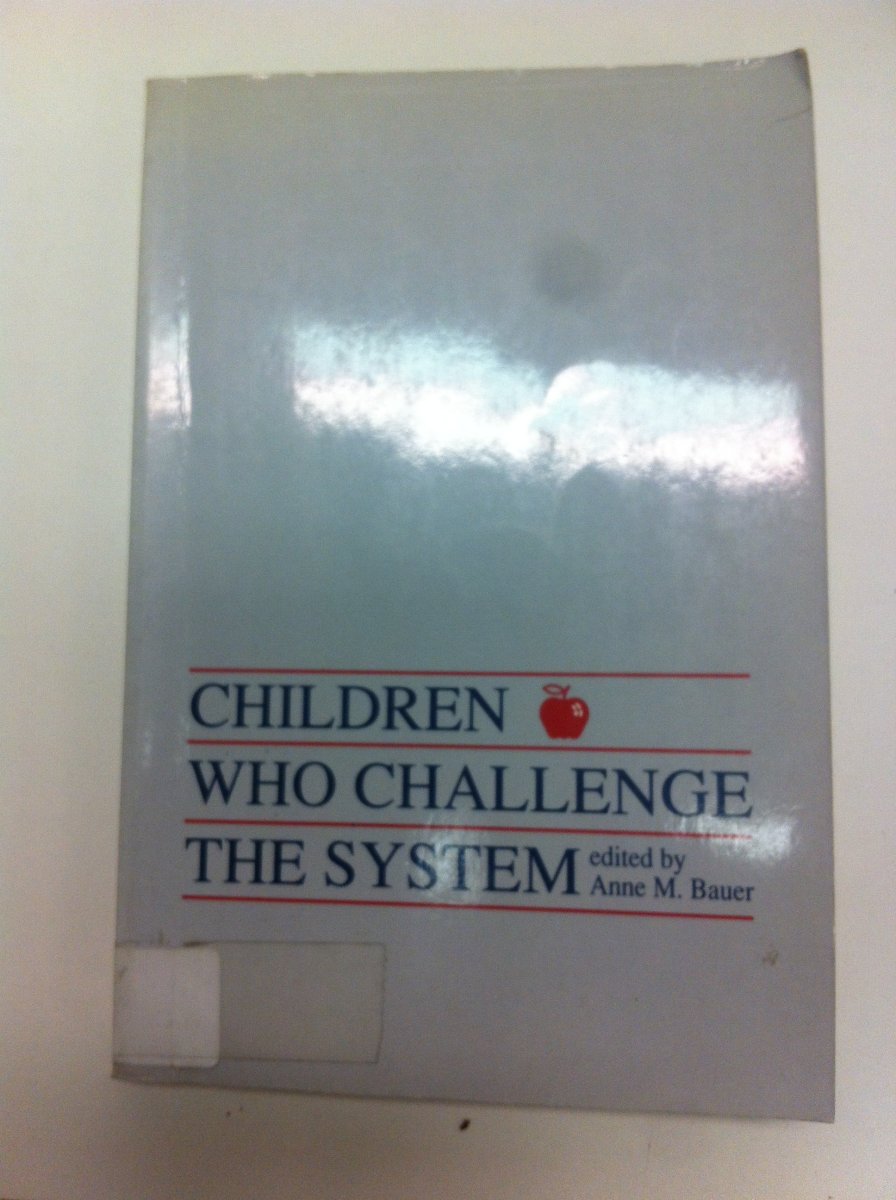 CHILDREN
WHO CHALLENGE
THE SYSTEM
edited by
Anne M. Bauer